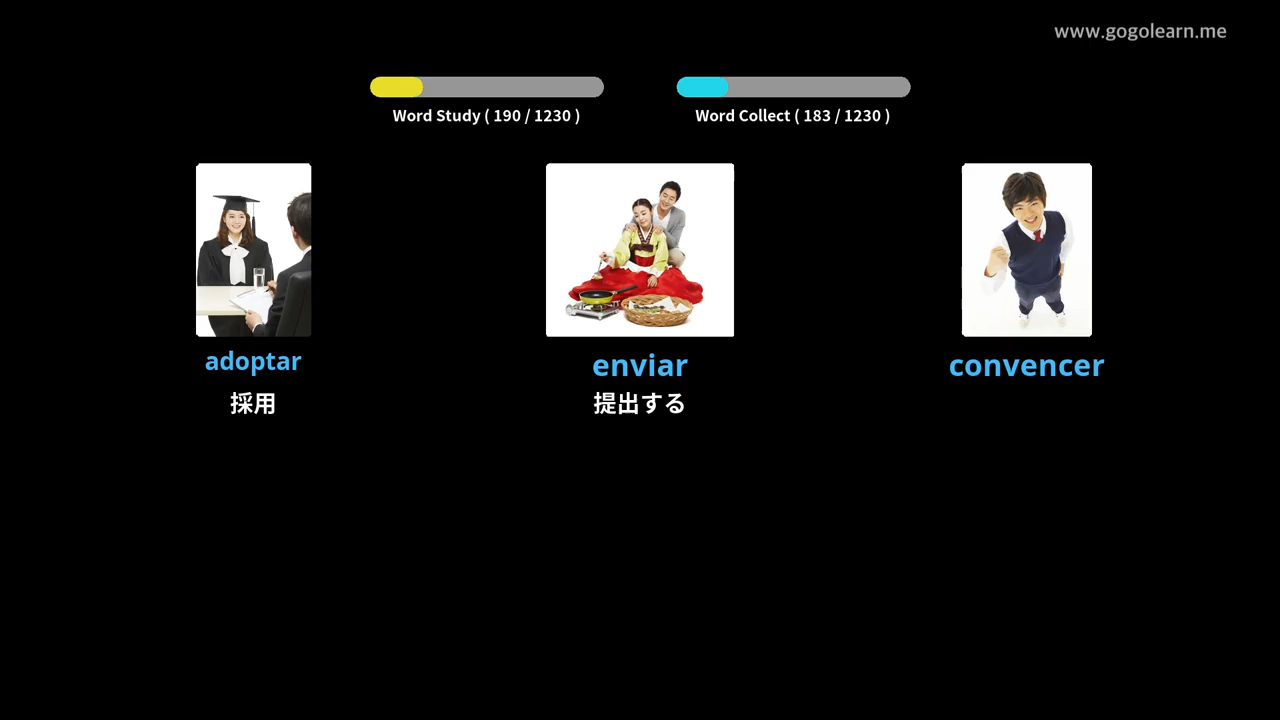 www.gogolearn.me
Word Study ( 190 / 1230 )
Word Collect ( 183 / 1230 )
adoptar
採用
enviar
提出する
convencer